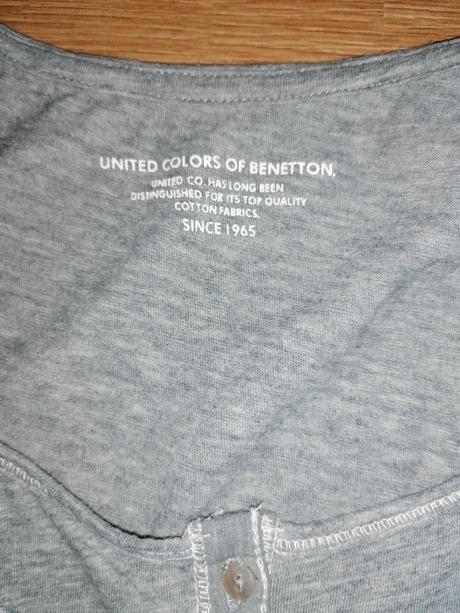 UNITED COLORS OF BENETTON.
UNITED CO. HAS LONG BEEN
DISTINGUISHED FOR ITS TOP QUALITY
COTTON FABRICS.
SINCE 1965